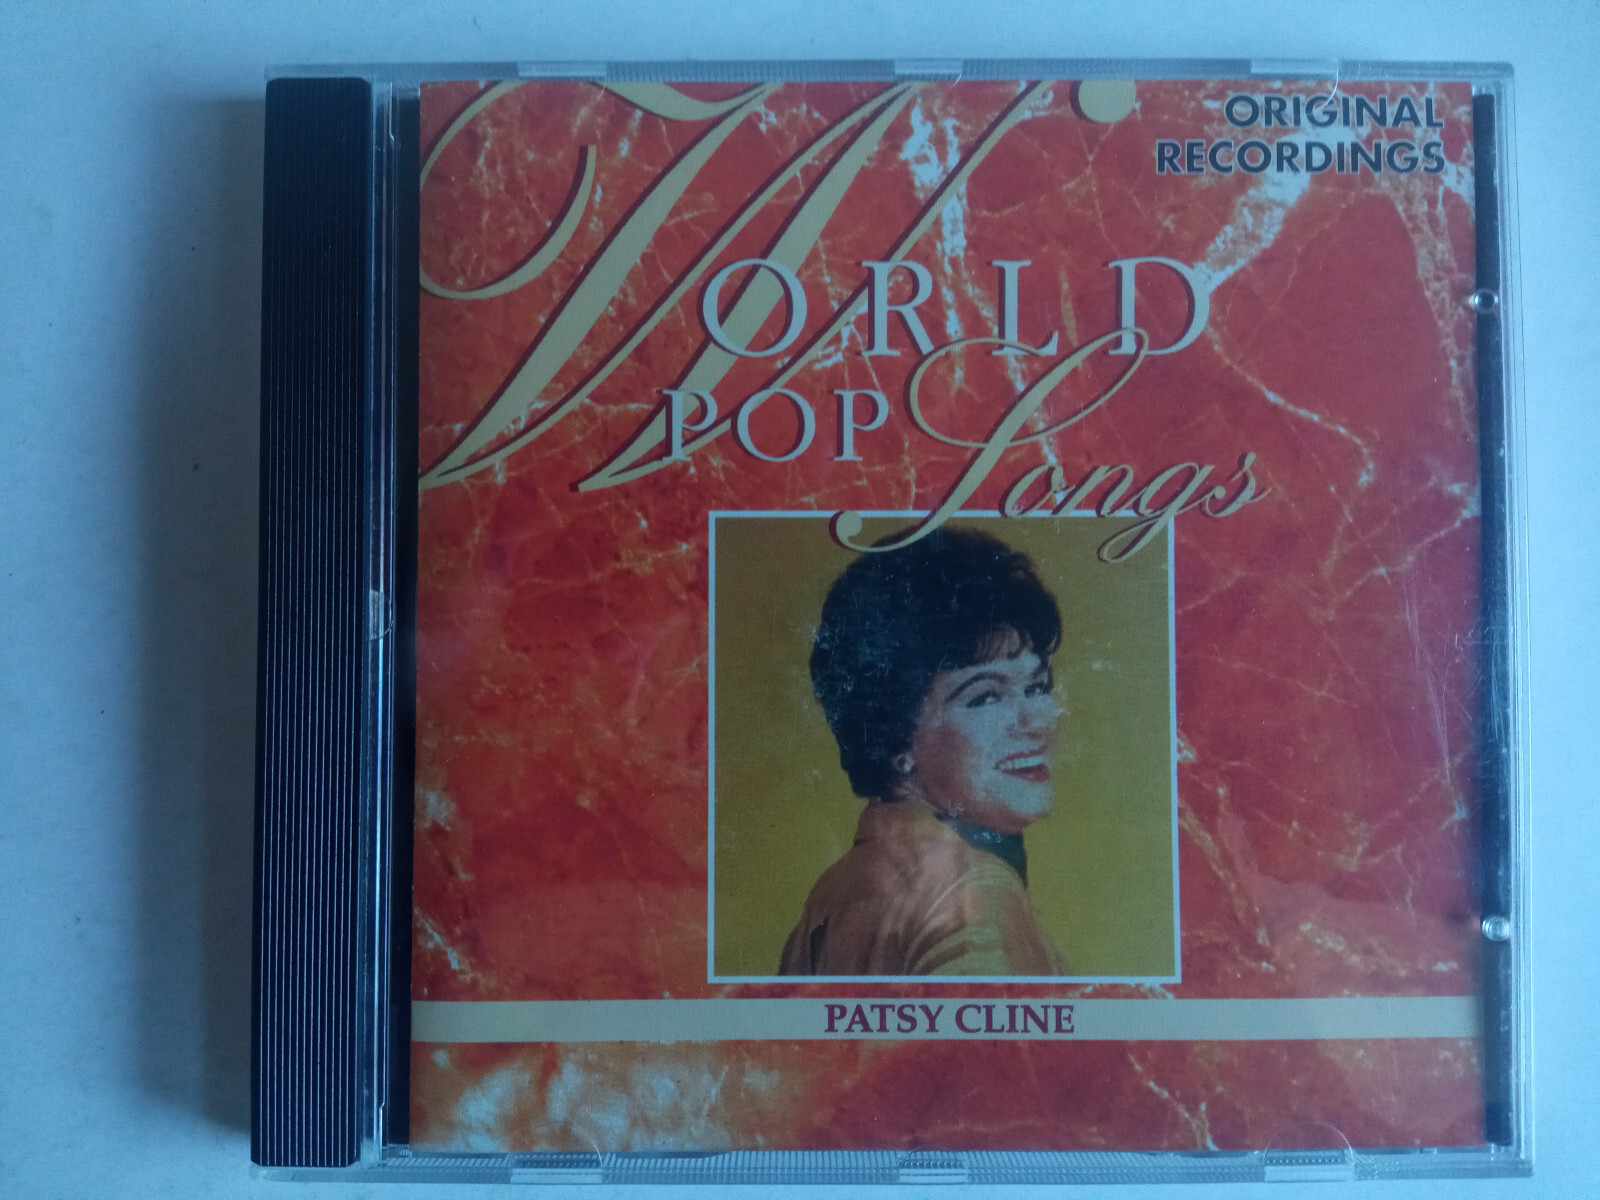 ORIGINAL
RECORDINGS
WORLD
POP Songs
PATSY CLINE